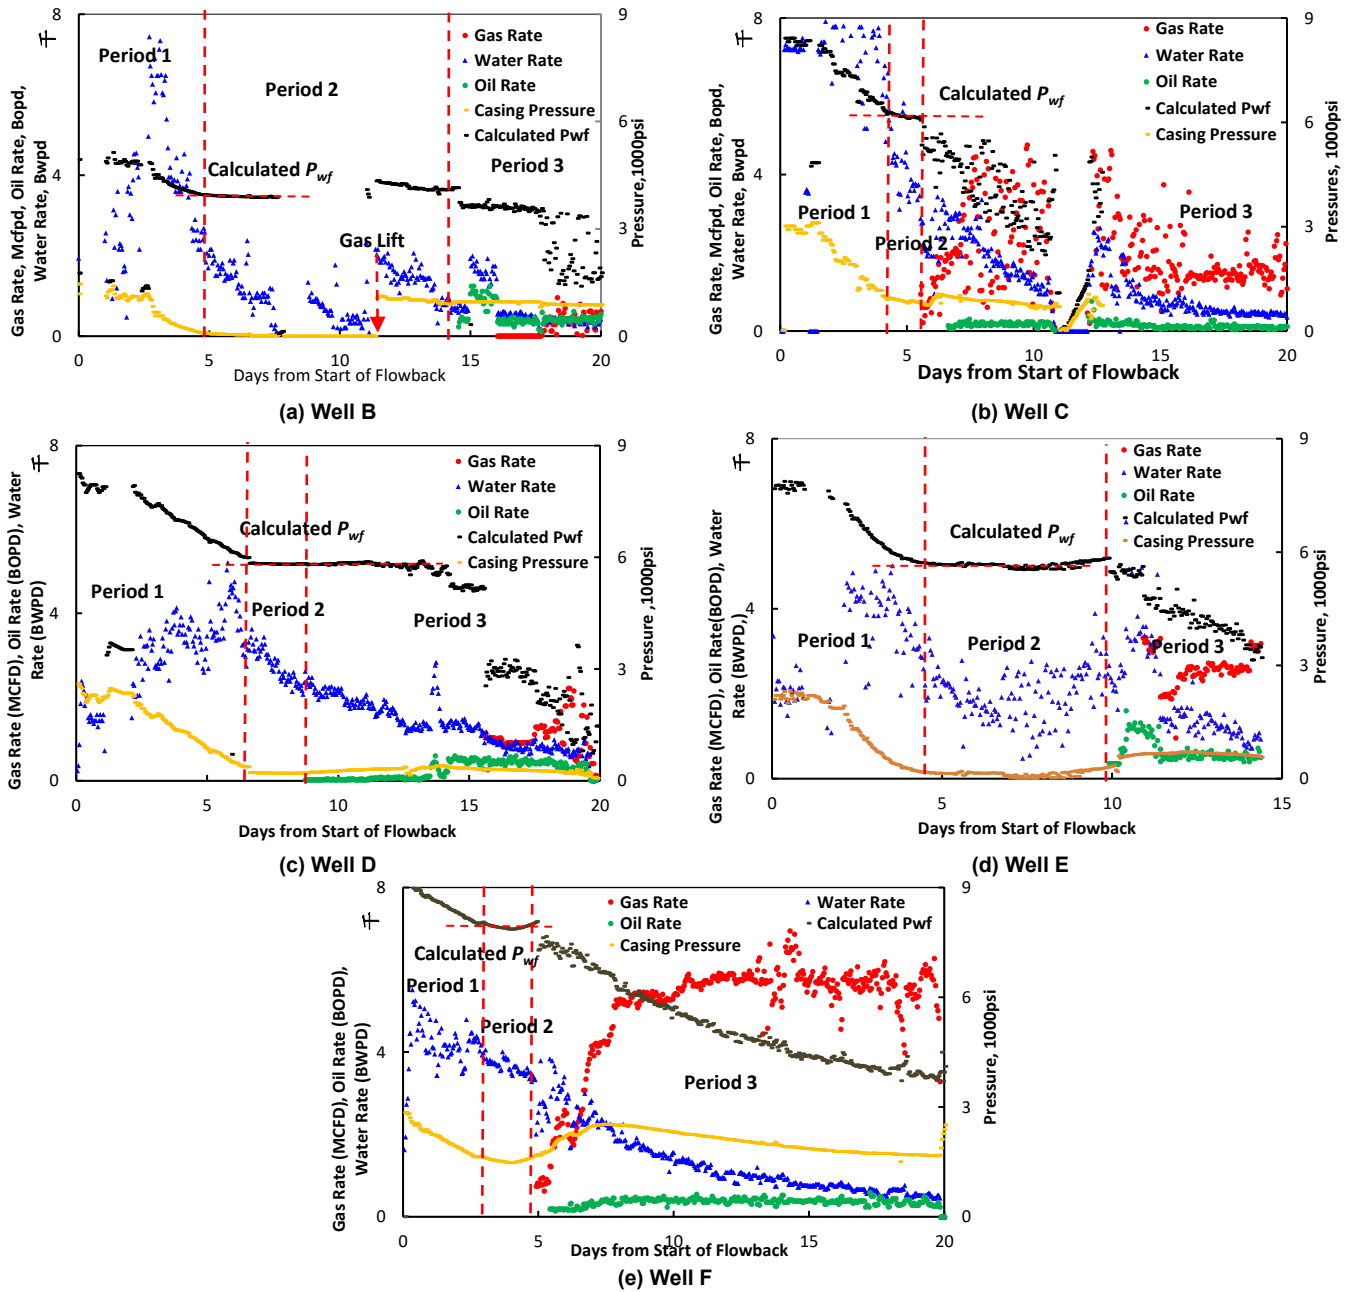 8
9
Gas Rate
Water Rate
Oil Rate
Casing Pressure
Calculated Pwf
Period 1
Period 2
Period 3
Calculated Pwf
Gas Lift
6
4
3
0
0
0
5
10
15
20
Gas Rate, Mcfpd, Oil Rate, Bopd,
Water Rate, Bwpd
Pressure,1000psi
Days from Start of Flowback
(a) Well B
8
9
Gas Rate
Water Rate
Oil Rate
Calculated Pwf
Casing Pressure
Calculated Pwf
Period 1
Period 2
Period 3
6
4
3
0
0
0
5
10
15
20
Gas Rate, Mcfpd, Oil Rate, Bopd,
Water Rate, Bwpd
Pressures, 1000psi
Days from Start of Flowback
(b) Well C
8
9
Gas Rate
Water Rate
Oil Rate
Calculated Pwf
Casing Pressure
Calculated Pwf
Period 1
Period 2
Period 3
6
4
3
0
0
0
5
10
15
20
Gas Rate (MCFD), Oil Rate (BOPD), Water
Rate (BWPD)
Pressure ,1000psi
Days from Start of Flowback
(c) Well D
8
9
Gas Rate
Water Rate
Oil Rate
Calculated Pwf
Casing Pressure
Calculated Pwf
Period 1
Period 2
Period 3
6
4
3
0
0
0
5
10
15
Gas Rate (MCFD), Oil Rate(BOPD), Water
Rate (BWPD,)
Pressure, 1000psi
Days from Start of Flowback
(d) Well E
8
9
Gas Rate
Water Rate
Oil Rate
Calculated Pwf
Casing Pressure
Calculated Pwf
Period 1
Period 2
Period 3
6
4
3
0
0
0
5
10
15
20
Gas Rate (MCFD), Oil Rate (BOPD),
Water Rate (BWPD)
Pressure, 1000psi
Days from Start of Flowback
(e) Well F